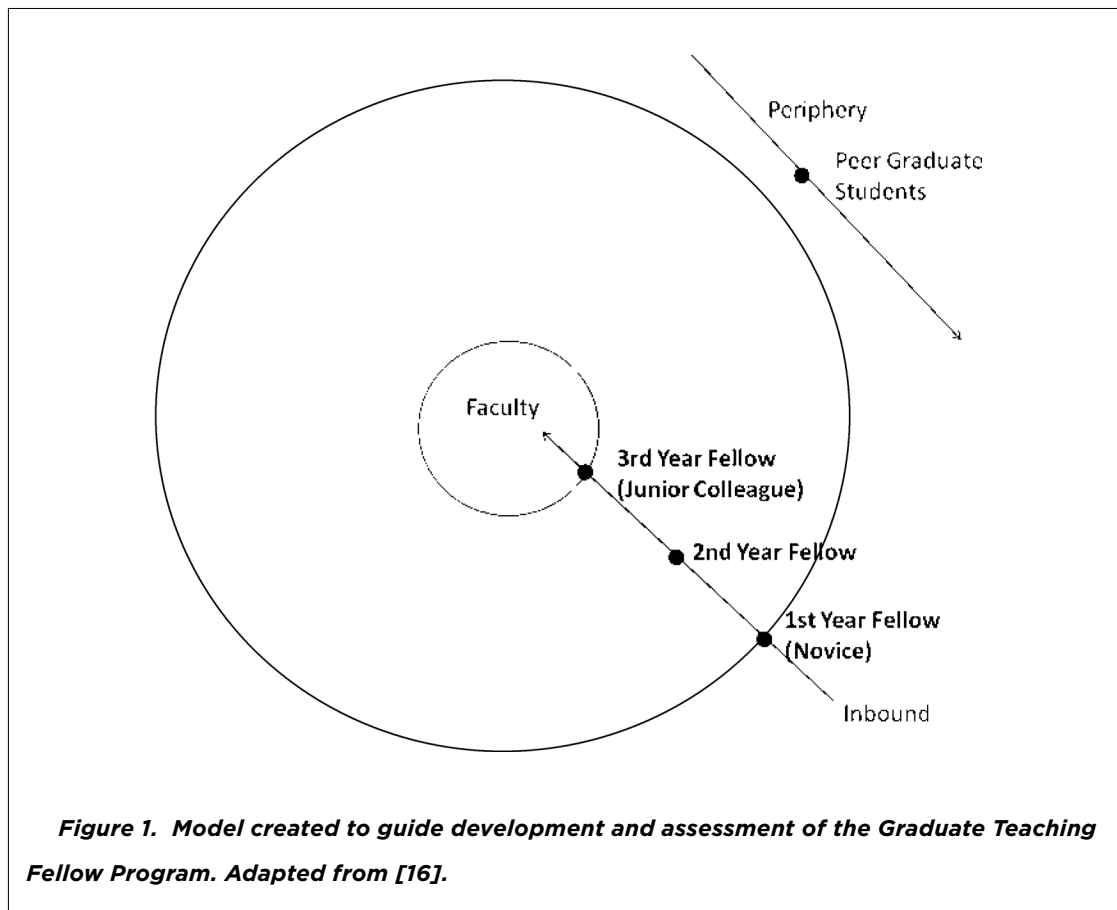 Periphery
Peer Graduate
Students
Faculty
3rd Year Fellow
(Junior Colleague)
2nd Year Fellow
1st Year Fellow
(Novice)
Inbound
Figure 1. Model created to guide development and assessment of the Graduate Teaching
Fellow Program. Adapted from [16].